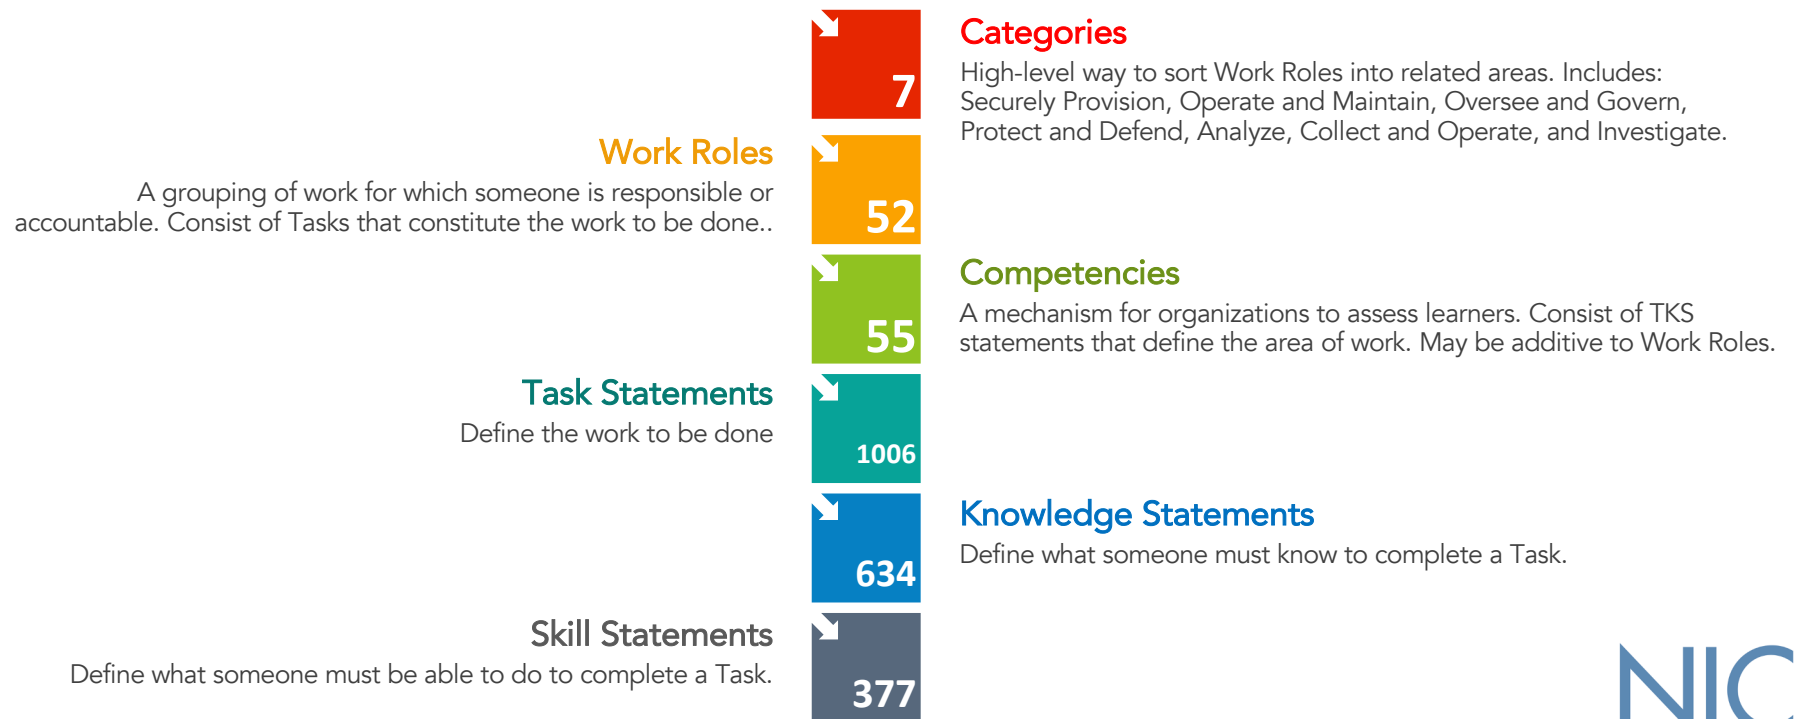 7
Categories
High-level way to sort Work Roles into related areas. Includes:
Securely Provision, Operate and Maintain, Oversee and Govern,
Protect and Defend, Analyze, Collect and Operate, and Investigate.
Work Roles
A grouping of work for which someone is responsible or
accountable. Consist of Tasks that constitute the work to be done..
52
55
Competencies
A mechanism for organizations to assess learners. Consist of TKS
statements that define the area of work. May be additive to Work Roles.
Task Statements
Define the work to be done
1006
634
Knowledge Statements
Define what someone must know to complete a Task.
Skill Statements
Define what someone must be able to do to complete a Task.
377
NIC